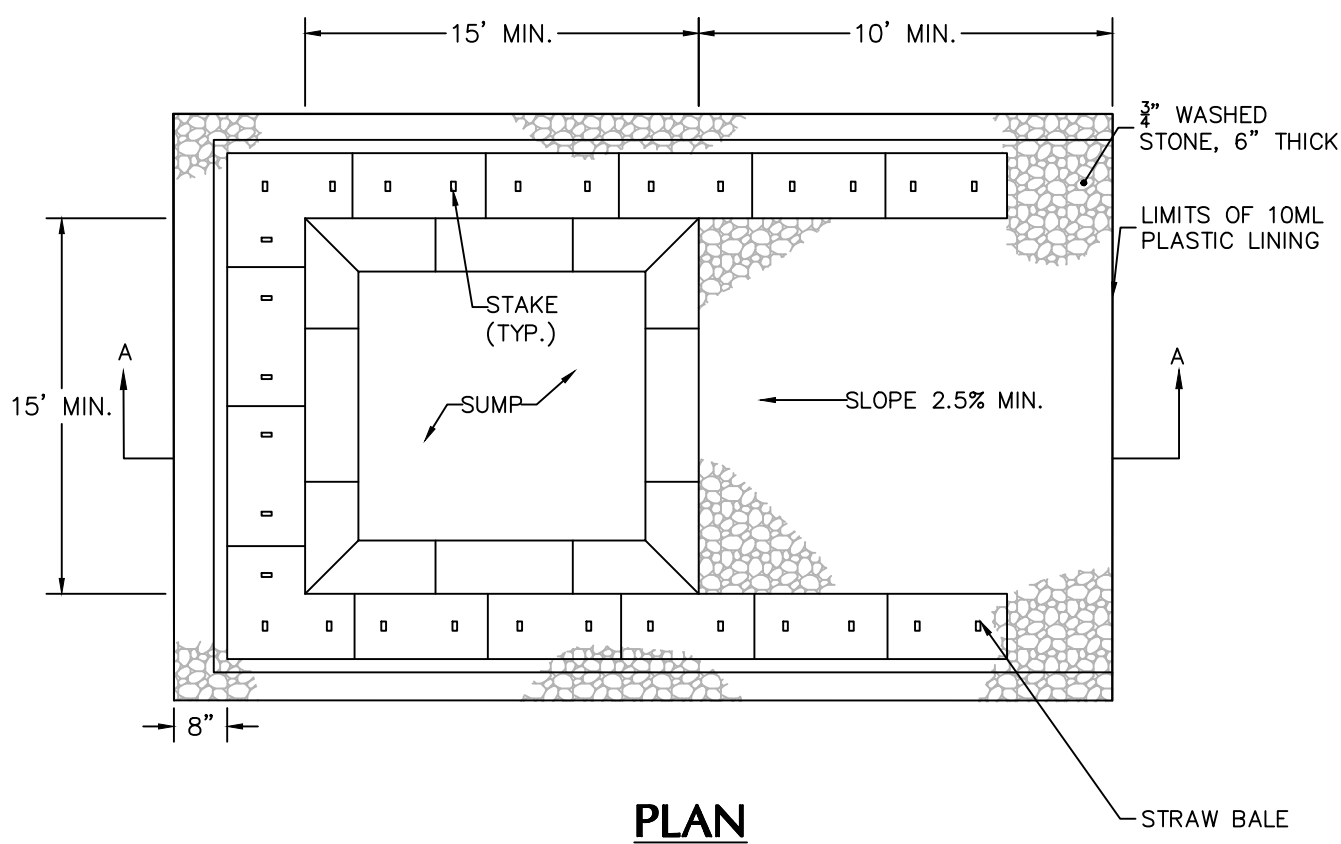 15' MIN.
10' MIN.
3/4" WASHED
STONE, 6" THICK
LIMITS OF 10ML
PLASTIC LINING
STAKE
(TYP.)
A
A
15' MIN.
SUMP
SLOPE 2.5% MIN.
8"
STRAW BALE
PLAN